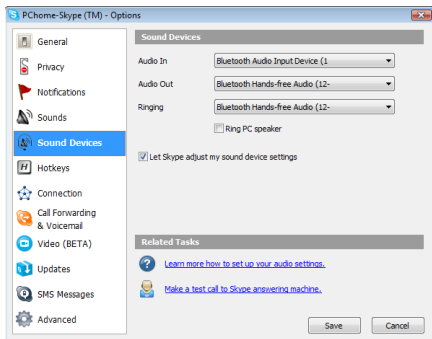 PChome-Skype (TM) - Options
General
Privacy
Notifications
Sounds
Sound Devices
Hotkeys
Connection
Call Forwarding
& Voicemail
Video (BETA)
Updates
SMS Messages
Advanced
Sound Devices
Audio In
Bluetooth Audio Input Device (1
Audio Out
Bluetooth Hands-free Audio (12-
Ringing
Bluetooth Hands-free Audio (12-
Ring PC speaker
Let Skype adjust my sound device settings
Related Tasks
Learn more how to set up your audio settings.
Make a test call to Skype answering machine.
Save
Cancel